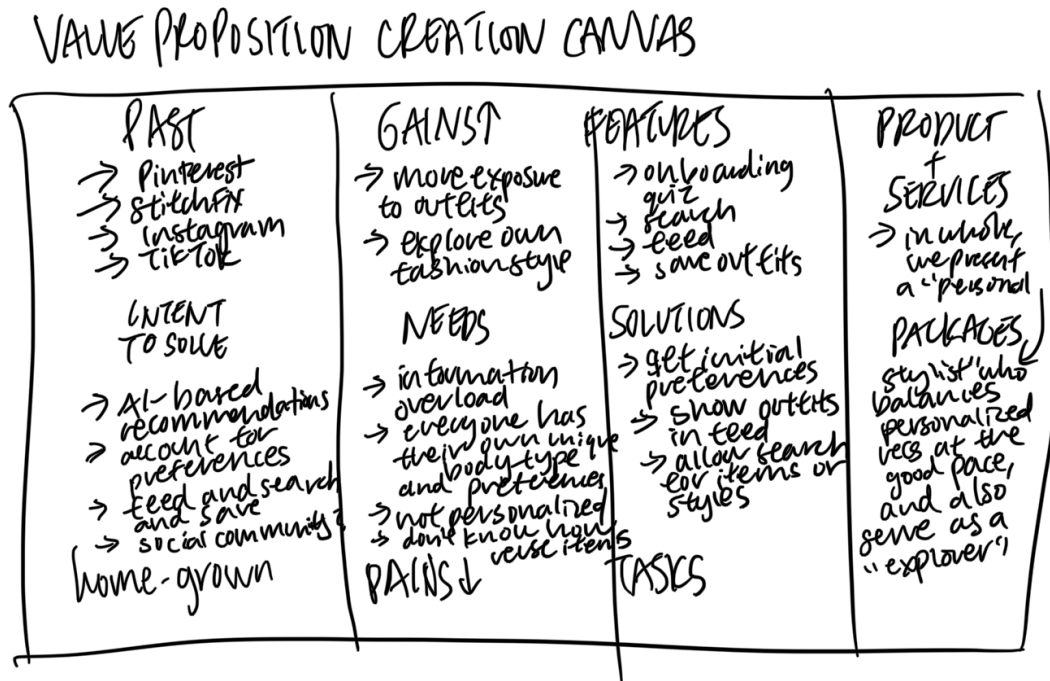 VALUE PROPOSITION CREATION CANVAS
PAST
→ Pinterest
→ StitchFix
→ Instagram
→ TikTok
INTENT
TO SOLVE
→ AI-based
recommendations
→ account for
preferences
→ feed and search
and save
→ social community?
home-grown
GAINS↑
→ more exposure
to outfits
→ explore own
fashion style
NEEDS
→ information
overload
→ everyone has
their own unique
body type
and preferences
→ not personalized
→ don't know how
reuse items
PAINS↓
FEATURES
→ onboarding
quiz
→ search
→ feed
→ save outfits
SOLUTIONS
→ get initial
preferences
→ show outfits
in feed
→ allow search
for items or
styles
TASKS
PRODUCT
+
SERVICES
→ in whole,
we present
a "personal
PACKAGES
stylist" who
balances
personalized
recs at the
good pace,
and also
serve as a
"explorer"